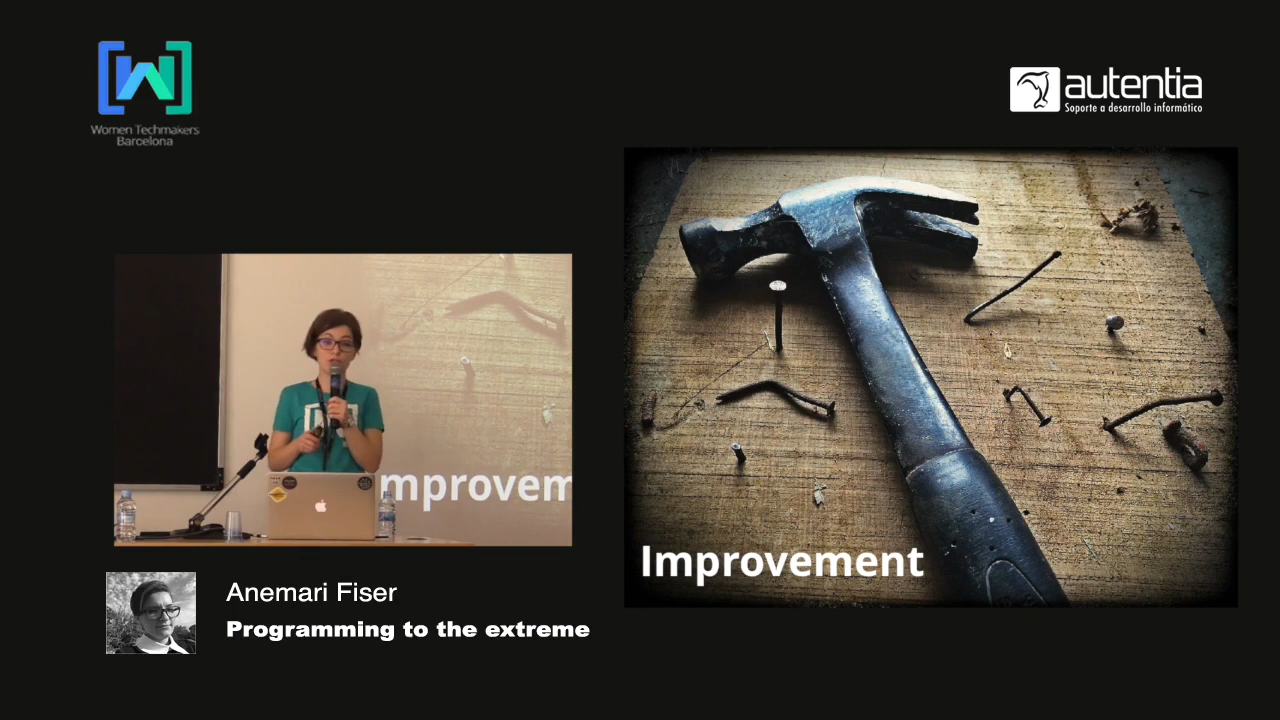 Women Techmakers
Barcelona
autentia
Soporte a desarrollo informático
mprovem
Improvement
Anemari Fiser
Programming to the extreme